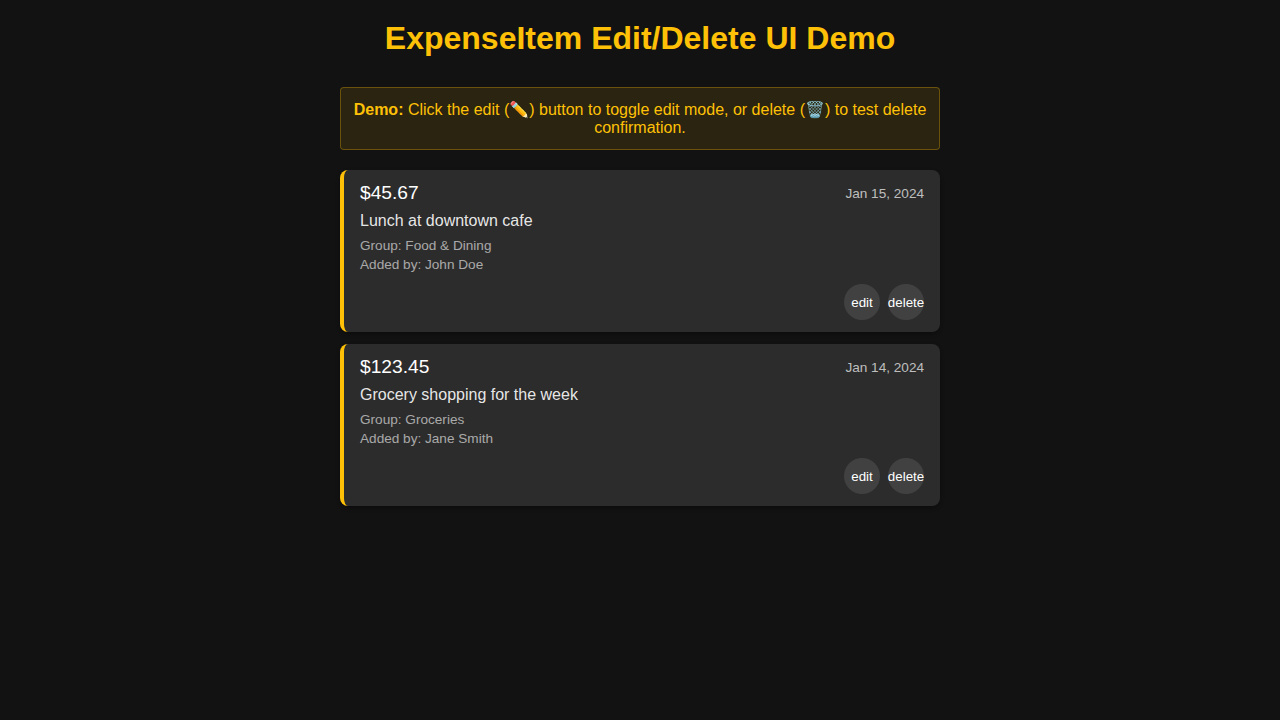 ExpenseItem Edit/Delete UI Demo
Demo: Click the edit (✏️) button to toggle edit mode, or delete (🗑️) to test delete
confirmation.
$45.67
Jan 15, 2024
Lunch at downtown cafe
Group: Food & Dining
Added by: John Doe
edit delete
$123.45
Jan 14, 2024
Grocery shopping for the week
Group: Groceries
Added by: Jane Smith
edit delete